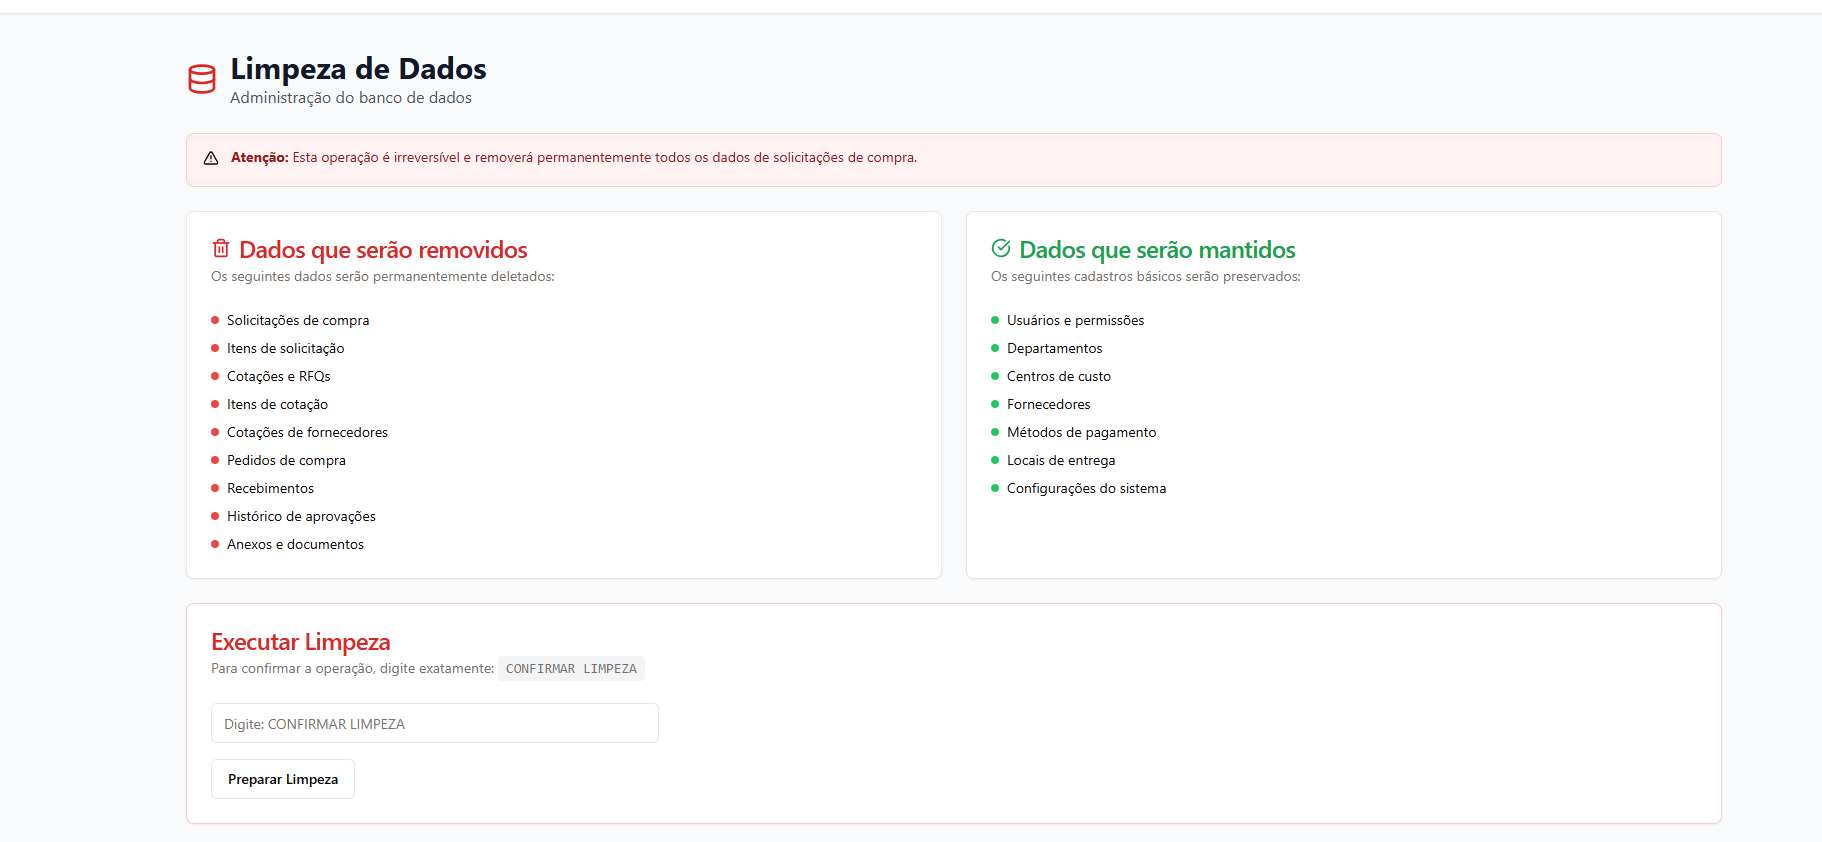 Limpeza de Dados
Administração do banco de dados
Atenção: Esta operação é irreversível e removerá permanentemente todos os dados de solicitações de compra.
Dados que serão removidos
Os seguintes dados serão permanentemente deletados:
Solicitações de compra
Itens de solicitação
Cotações e RFQs
Itens de cotação
Cotações de fornecedores
Pedidos de compra
Recebimentos
Histórico de aprovações
Anexos e documentos
Dados que serão mantidos
Os seguintes cadastros básicos serão preservados:
Usuários e permissões
Departamentos
Centros de custo
Fornecedores
Métodos de pagamento
Locais de entrega
Configurações do sistema
Executar Limpeza
Para confirmar a operação, digite exatamente: CONFIRMAR LIMPEZA
Digite: CONFIRMAR LIMPEZA
Preparar Limpeza